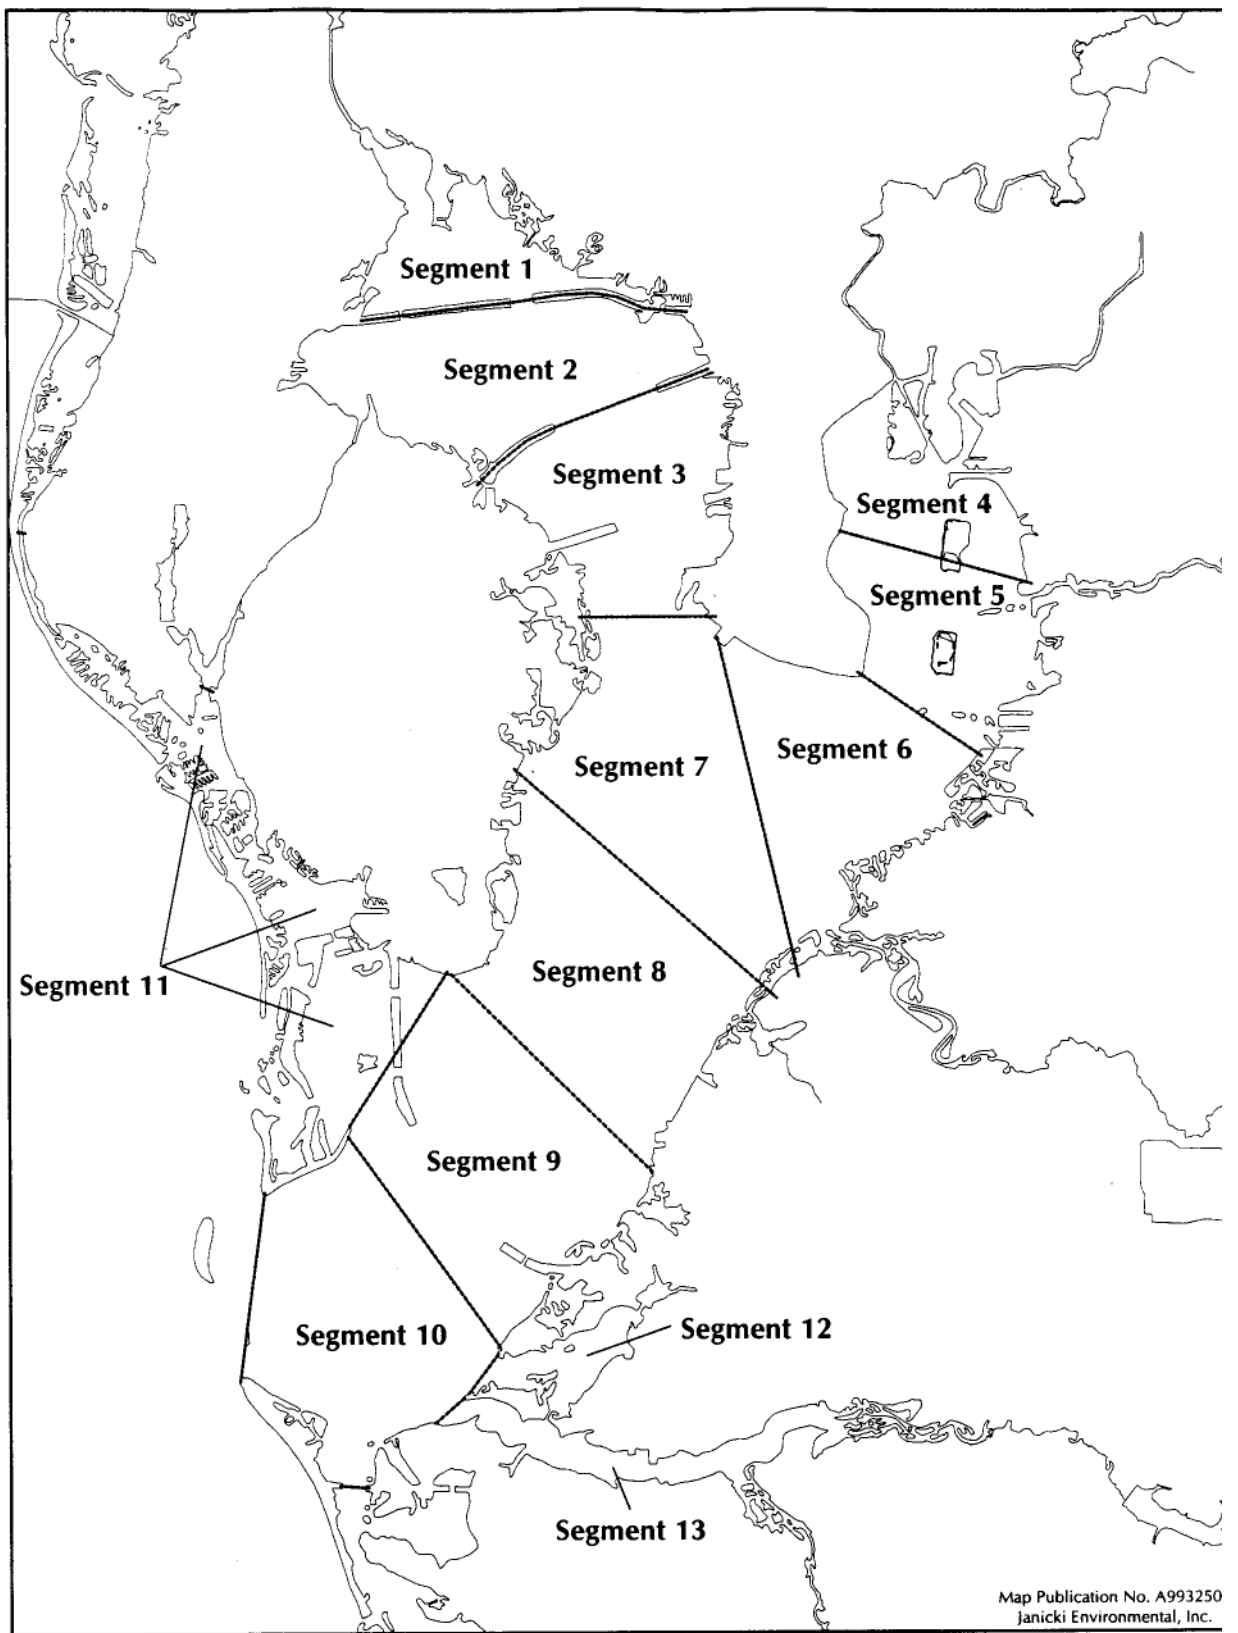 Segment 1
Segment 2
Segment 3
Segment 4
Segment 5
Segment 6
Segment 7
Segment 8
Segment 11
Segment 9
Segment 10
Segment 12
Segment 13
Map Publication No. A993250
Janicki Environmental, Inc.